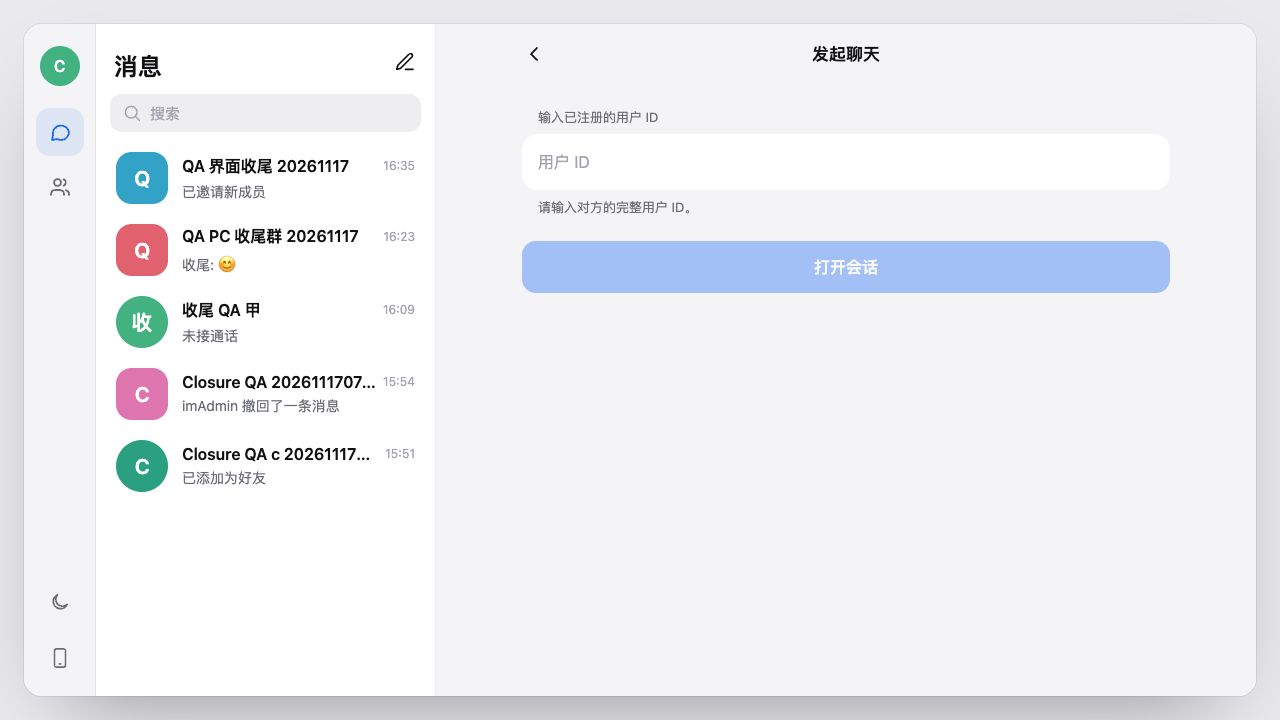 C
消息
搜索
Q
QA 界面收尾 20261117
16:35
已邀请新成员
Q
QA PC 收尾群 20261117
16:23
收尾: 😊
收
收尾 QA 甲
16:09
未接通话
C
Closure QA 2026111707...
15:54
imAdmin 撤回了一条消息
C
Closure QA c 20261117...
15:51
已添加为好友
发起聊天
输入已注册的用户 ID
用户 ID
请输入对方的完整用户 ID。
打开会话